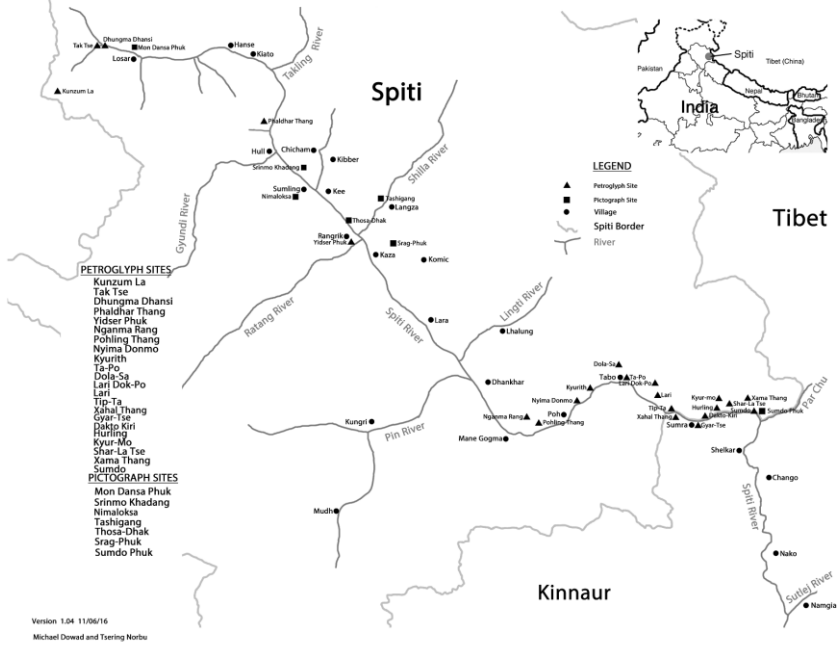 Dhungma Dhansi
Tak Tse
Mon Dansa Phuk
Losar
Hanse
Kiato
Takling River
Kunzum La
Spiti
Phaldhar Thang
Hull
Chicham
Kibber
Srinmo Khadang
Sumling
Kee
Nimaloksa
Gyundi River
Shilla River
Tashigang
Langza
Thosa-Dhak
Rangrik
Yidser Phuk
Srag-Phuk
Kaza
Komic
Ratang River
Spiti River
Lara
Lingti River
Lhalung
Dhankhar
Kungri
Pin River
Mane Gogma
Mudh
Nganma Rang
Pohling Thang
Poh
Nyima Donmo
Kyurith
Dola-Sa
Tabo
Ta-Po
Lari Dok-Po
Lari
Tip-Ta
Xahal Thang
Sumra
Gyar-Tse
Dakto Kiri
Hurling
Kyur-mo
Shar-La Tse
Xama Thang
Sumdo
Sumdo Phuk
Par Chu
Shelkar
Chango
Spiti River
Nako
Sutlej River
Namgia
Kinnaur
Tibet
Spiti
Tibet (China)
Pakistan
Nepal
Bhutan
India
Bangladesh
LEGEND
Petroglyph Site
Pictograph Site
Village
Spiti Border
River
PETROGLYPH SITES
Kunzum La
Tak Tse
Dhungma Dhansi
Phaldhar Thang
Yidser Phuk
Nganma Rang
Pohling Thang
Nyima Donmo
Kyurith
Ta-Po
Dola-Sa
Lari Dok-Po
Lari
Tip-Ta
Xahal Thang
Gyar-Tse
Dakto Kiri
Hurling
Kyur-Mo
Shar-La Tse
Xama Thang
Sumdo
PICTOGRAPH SITES
Mon Dansa Phuk
Srinmo Khadang
Nimaloksa
Tashigang
Thosa-Dhak
Srag-Phuk
Sumdo Phuk
Version 1.04 11/06/16
Michael Dowad and Tsering Norbu